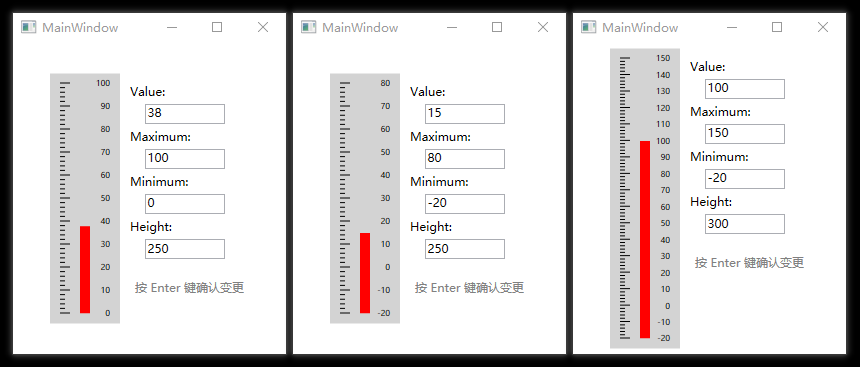 MainWindow
100
90
80
70
60
50
40
30
20
10
0
Value:
38
Maximum:
100
Minimum:
0
Height:
250
按 Enter 键确认变更
MainWindow
80
70
60
50
40
30
20
10
0
-10
-20
Value:
15
Maximum:
80
Minimum:
-20
Height:
250
按 Enter 键确认变更
MainWindow
150
140
130
120
110
100
90
80
70
60
50
40
30
20
10
0
-10
-20
Value:
100
Maximum:
150
Minimum:
-20
Height:
300
按 Enter 键确认变更